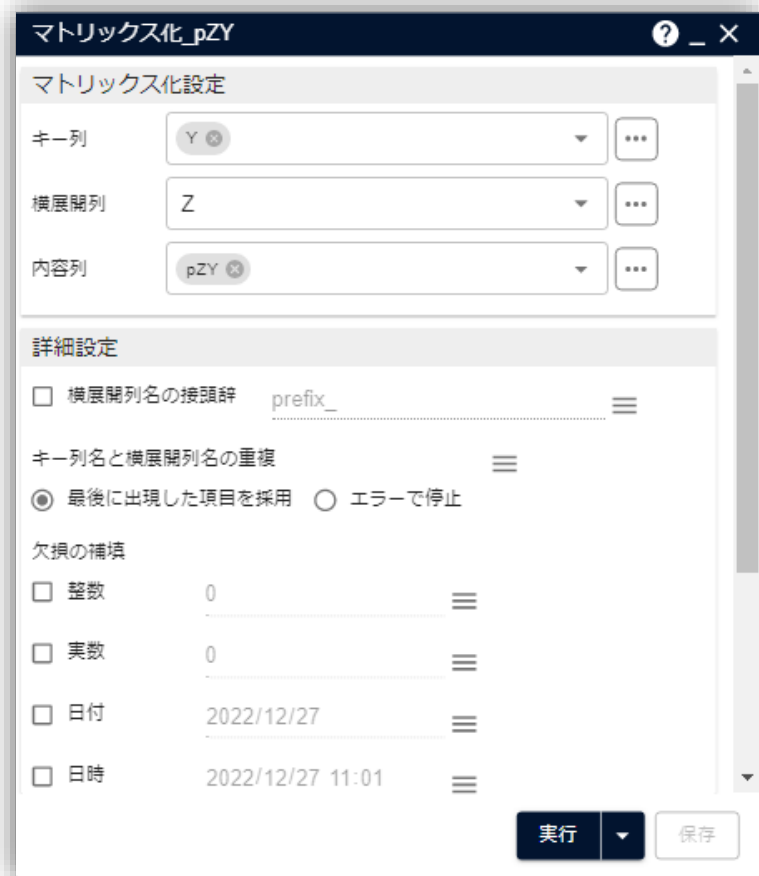 マトリックス化_pZY
マトリックス化設定
キー列 Y
横展開列 Z
内容列 pZY
詳細設定
横展開列名の接頭辞 prefix_
キー列名と横展開列名の重複
最後に出現した項目を採用 エラーで停止
欠損の補填
整数 0
実数 0
日付 2022/12/27
日時 2022/12/27 11:01
実行 保存